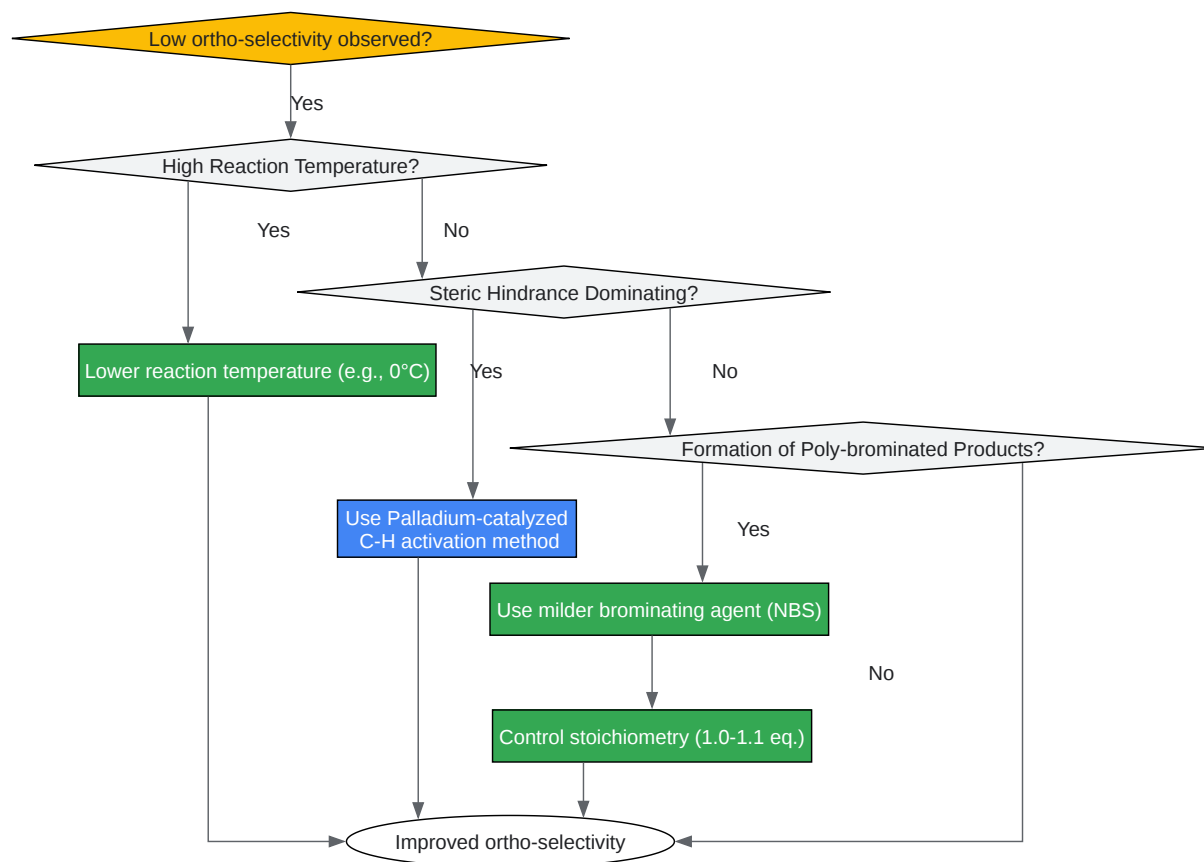 Low ortho-selectivity observed?
Yes
High Reaction Temperature?
Yes
No
Steric Hindrance Dominating?
Lower reaction temperature (e.g., 0°C)
Yes
No
Formation of Poly-brominated Products?
Use Palladium-catalyzed
C-H activation method
Yes
Use milder brominating agent (NBS)
No
Control stoichiometry (1.0-1.1 eq.)
Improved ortho-selectivity